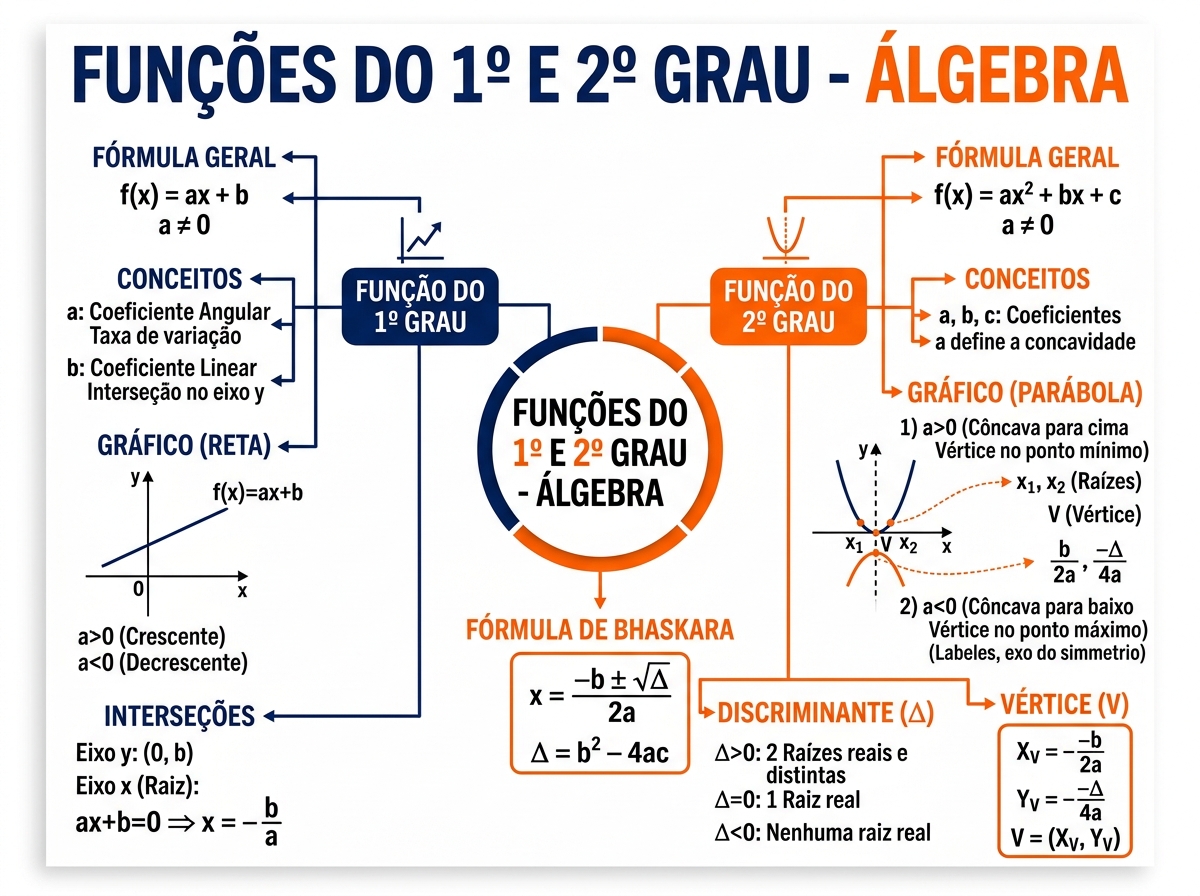 FUNÇÕES DO 1º E 2º GRAU - ÁLGEBRA
FÓRMULA GERAL
f(x) = ax + b
a ≠ 0
CONCEITOS
a: Coeficiente Angular
Taxa de variação
b: Coeficiente Linear
Interseção no eixo y
GRÁFICO (RETA)
y
f(x)=ax+b
0
x
a>0 (Crescente)
a<0 (Decrescente)
INTERSEÇÕES
Eixo y: (0, b)
Eixo x (Raiz):
ax+b=0 ⇒ x = - b/a
FUNÇÃO DO
1º GRAU
FUNÇÕES DO
1º E 2º GRAU
- ÁLGEBRA
FÓRMULA DE BHASKARA
x = (−b ± √Δ)/2a
Δ = b² − 4ac
FUNÇÃO DO
2º GRAU
FÓRMULA GERAL
f(x) = ax² + bx + c
a ≠ 0
CONCEITOS
a, b, c: Coeficientes
a define a concavidade
GRÁFICO (PARÁBOLA)
1) a>0 (Côncava para cima
Vértice no ponto mínimo)
y
x₁, x₂ (Raízes)
V (Vértice)
x₁ V x₂ x
b/2a, -Δ/4a
2) a<0 (Côncava para baixo
Vértice no ponto máximo)
(Labeles, exo do simmetrio)
DISCRIMINANTE (Δ)
Δ>0: 2 Raízes reais e
distintas
Δ=0: 1 Raiz real
Δ<0: Nenhuma raiz real
VÉRTICE (V)
Xᵥ = - -b/2a
Yᵥ = - -Δ/4a
V = (Xᵥ, Yᵥ)